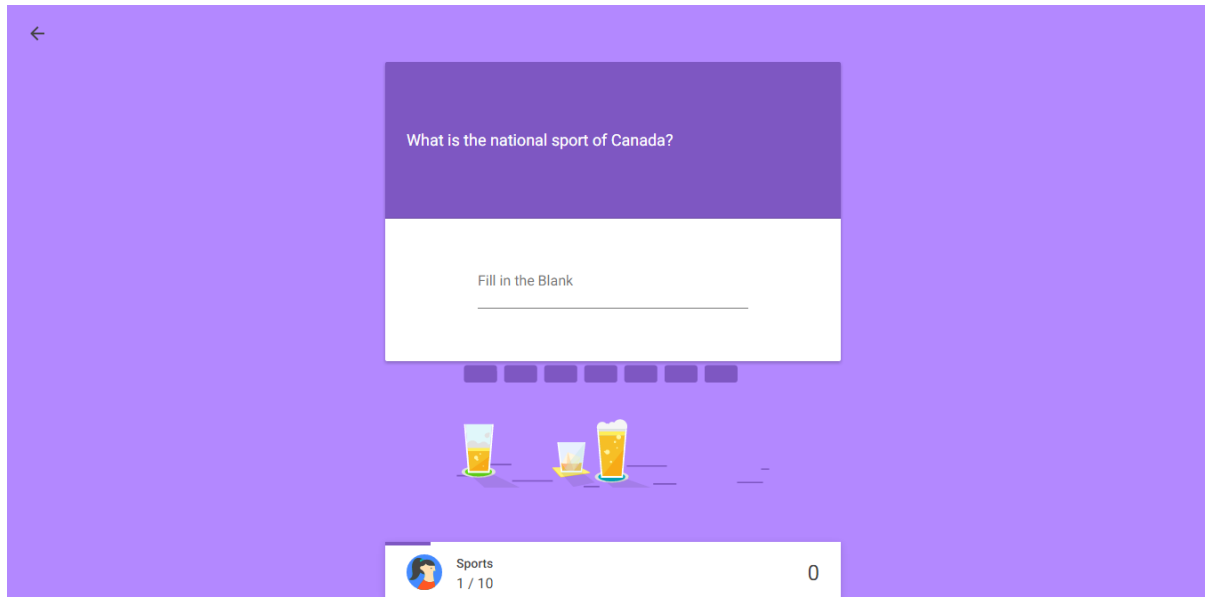 What is the national sport of Canada?
Fill in the Blank
Sports
1 / 10
0